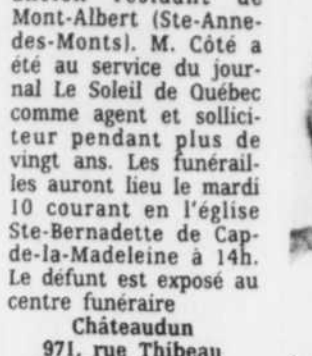 résidant de
Mont-Albert (Ste-Anne-
des-Monts). M. Côté a
été au service du jour-
nal Le Soleil de Québec
comme agent et sollici-
teur pendant plus de
vingt ans. Les funérail-
les auront lieu le mardi
10 courant en l'église
Ste-Bernadette de Cap-
de-la-Madeleine à 14h.
Le défunt est exposé au
centre funéraire
Châteaudun
971, rue Thibeau